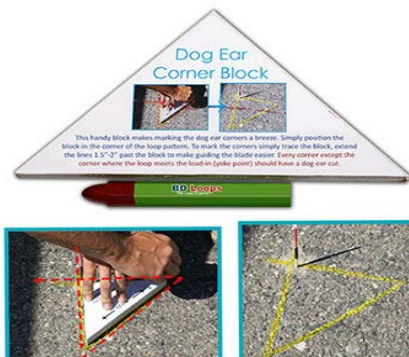 Dog Ear
Corner Block
This handy block makes marking the dog ear corners a breeze. Simply position the
block in the corner of the loop pattern. To mark the corners simply trace the block, extend
the lines 1.5"-2" past the block to make guiding the blade easier. Every corner except the
corner where the loop meets the lead-in (yoke point) should have a dog ear cut.
BD Loops